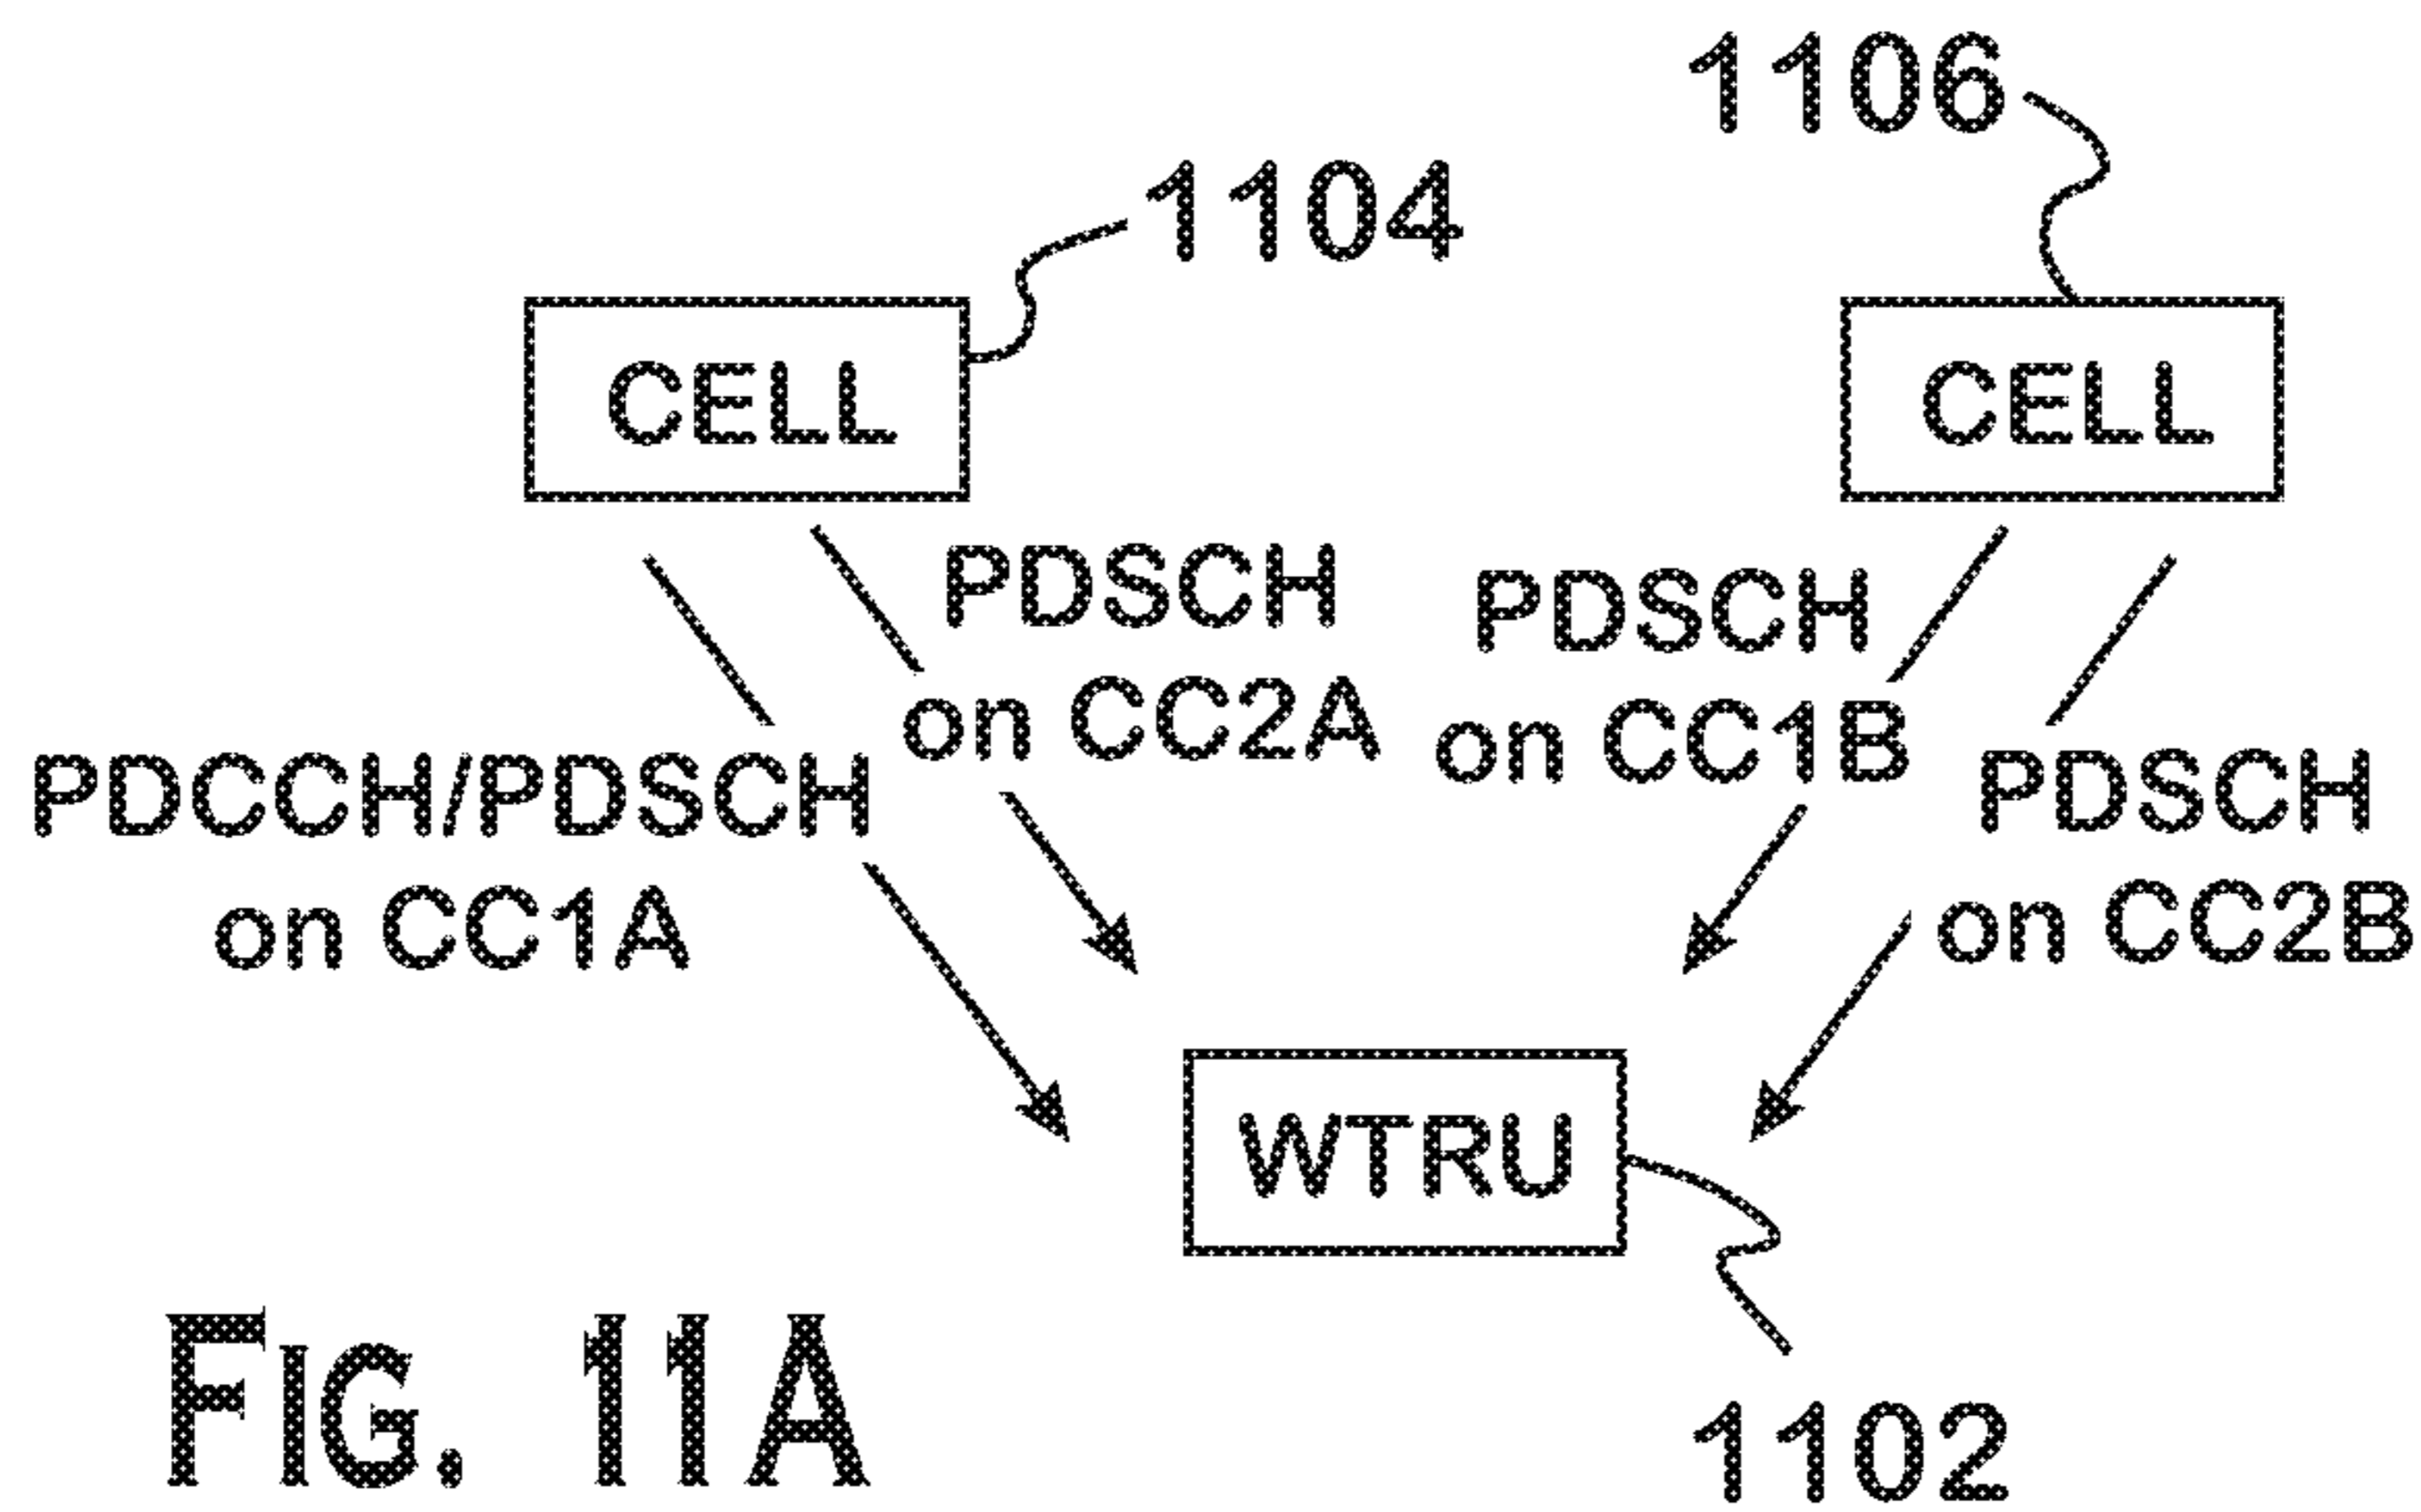 1106
1104
CELL
CELL
PDSCH
on CC2A
PDSCH
on CC1B
PDCCH/PDSCH
on CC1A
PDSCH
on CC2B
WTRU
FIG. 11A
1102